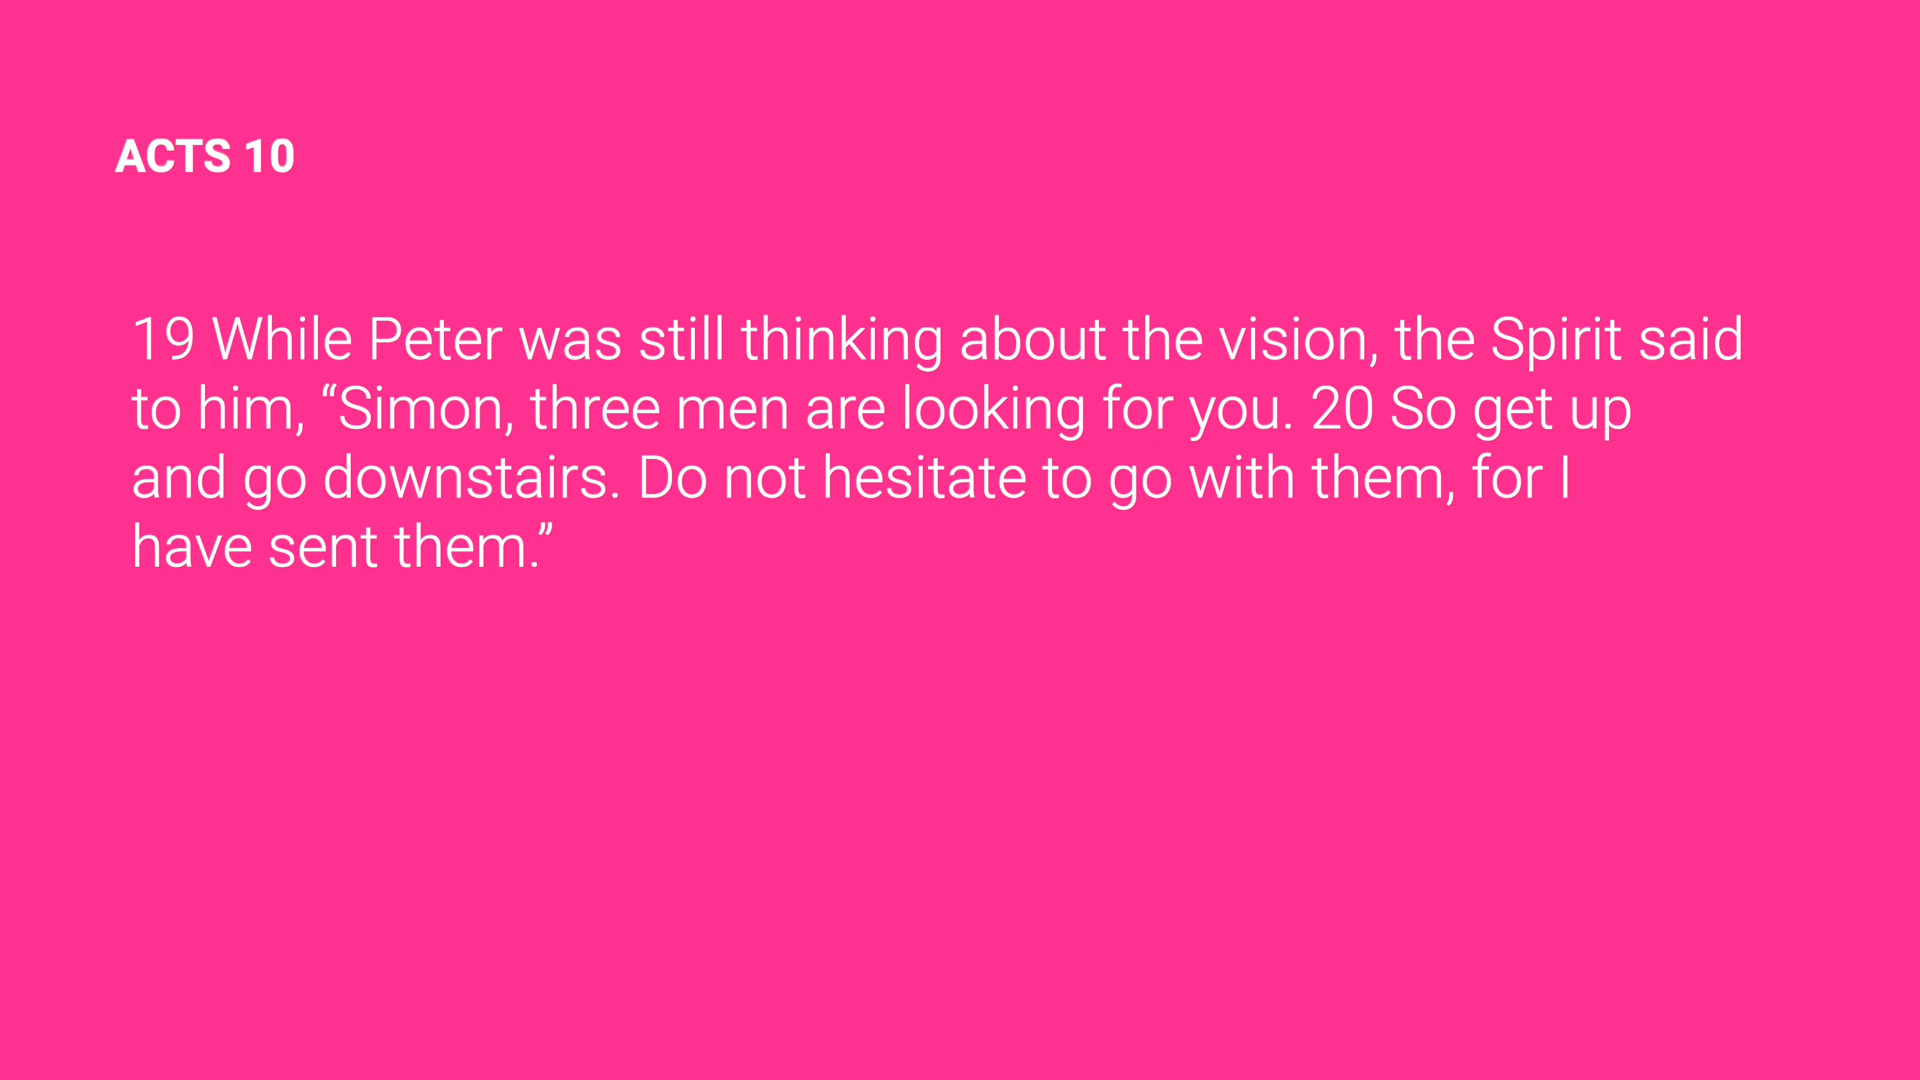 ACTS 10
19 While Peter was still thinking about the vision, the Spirit said
to him, “Simon, three men are looking for you. 20 So get up
and go downstairs. Do not hesitate to go with them, for I
have sent them.”